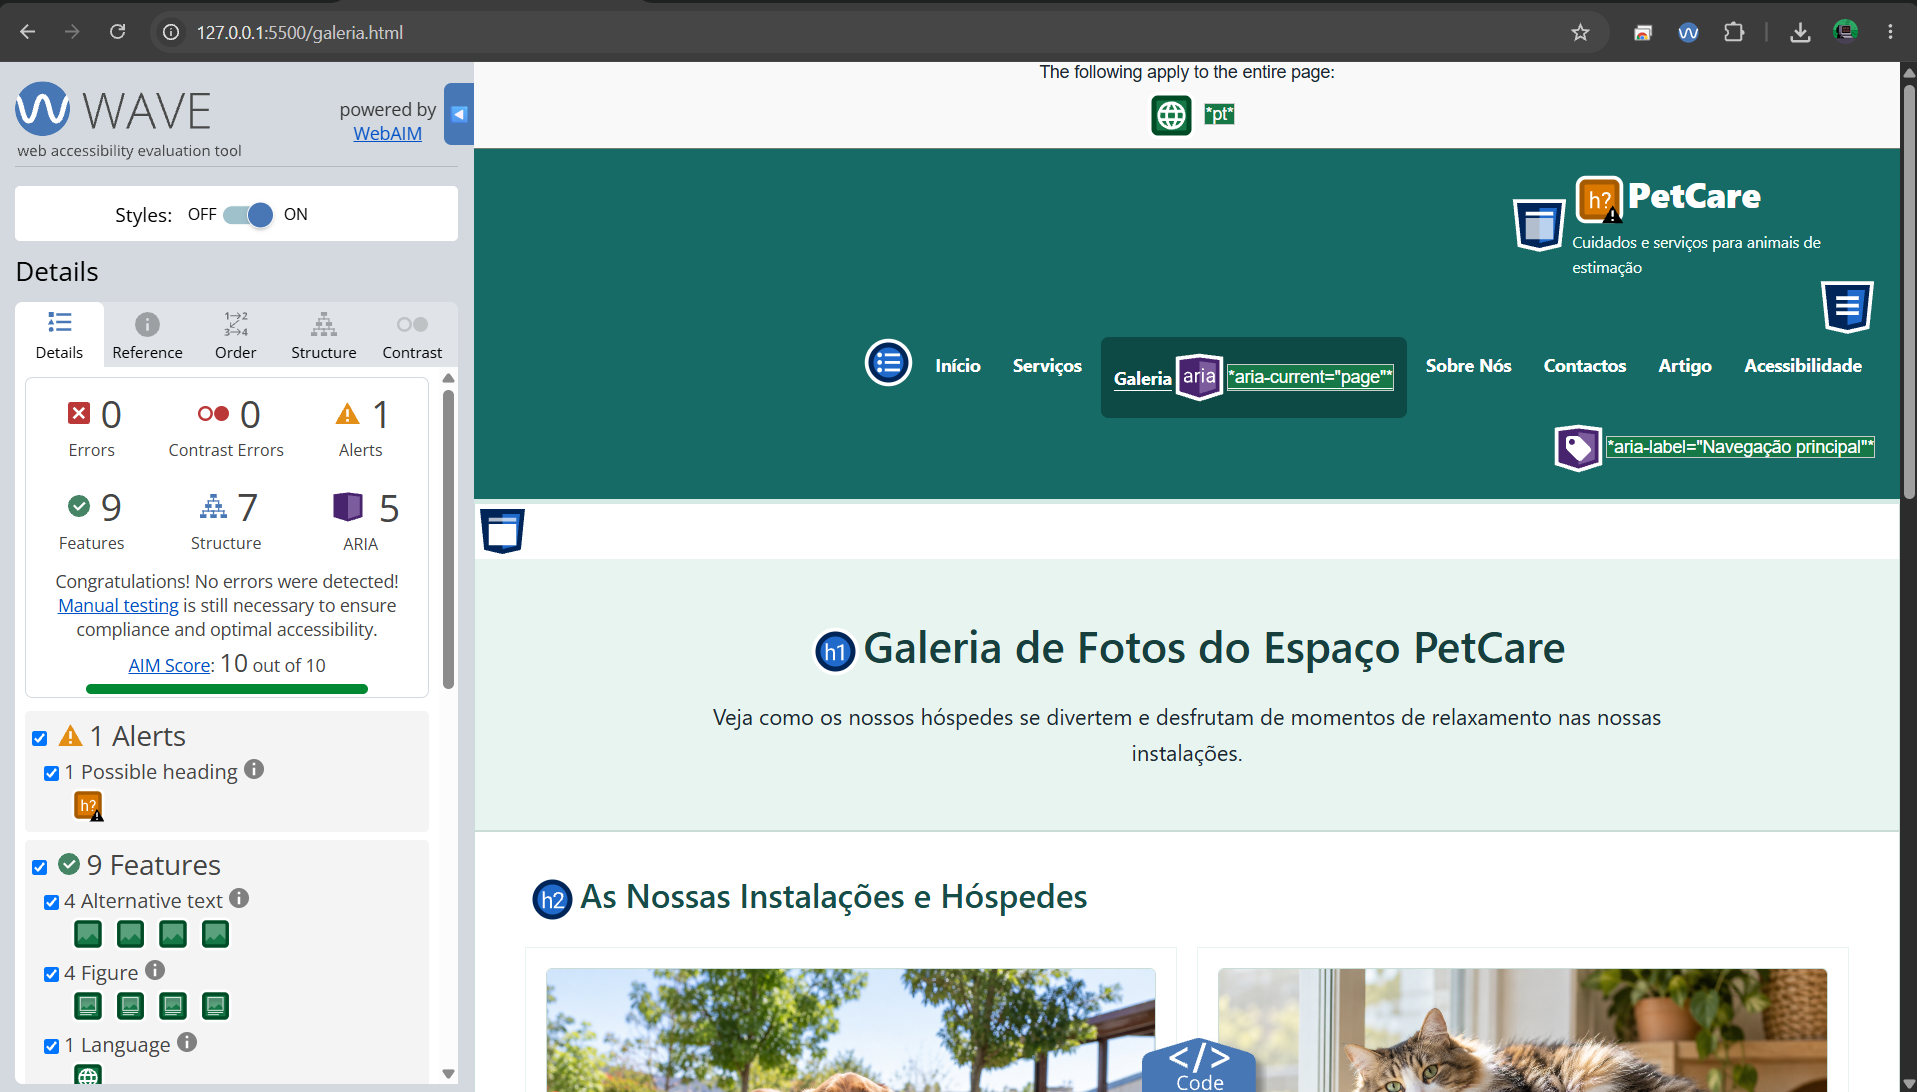 127.0.0.1:5500/galeria.html
WAVE
web accessibility evaluation tool
powered by
WebAIM
Styles: OFF ON
Details
Details Reference Order Structure Contrast
0 0 1
Errors Contrast Errors Alerts
9 7 5
Features Structure ARIA
Congratulations! No errors were detected!
Manual testing is still necessary to ensure
compliance and optimal accessibility.
AIM Score: 10 out of 10
1 Alerts
1 Possible heading
h?
9 Features
4 Alternative text
4 Figure
1 Language
The following apply to the entire page:
*pt*
h? PetCare
Cuidados e serviços para animais de
estimação
Início Serviços Galeria aria *aria-current="page"* Sobre Nós Contactos Artigo Acessibilidade
*aria-label="Navegação principal"*
h1 Galeria de Fotos do Espaço PetCare
Veja como os nossos hóspedes se divertem e desfrutam de momentos de relaxamento nas nossas
instalações.
h2 As Nossas Instalações e Hóspedes
</> Code